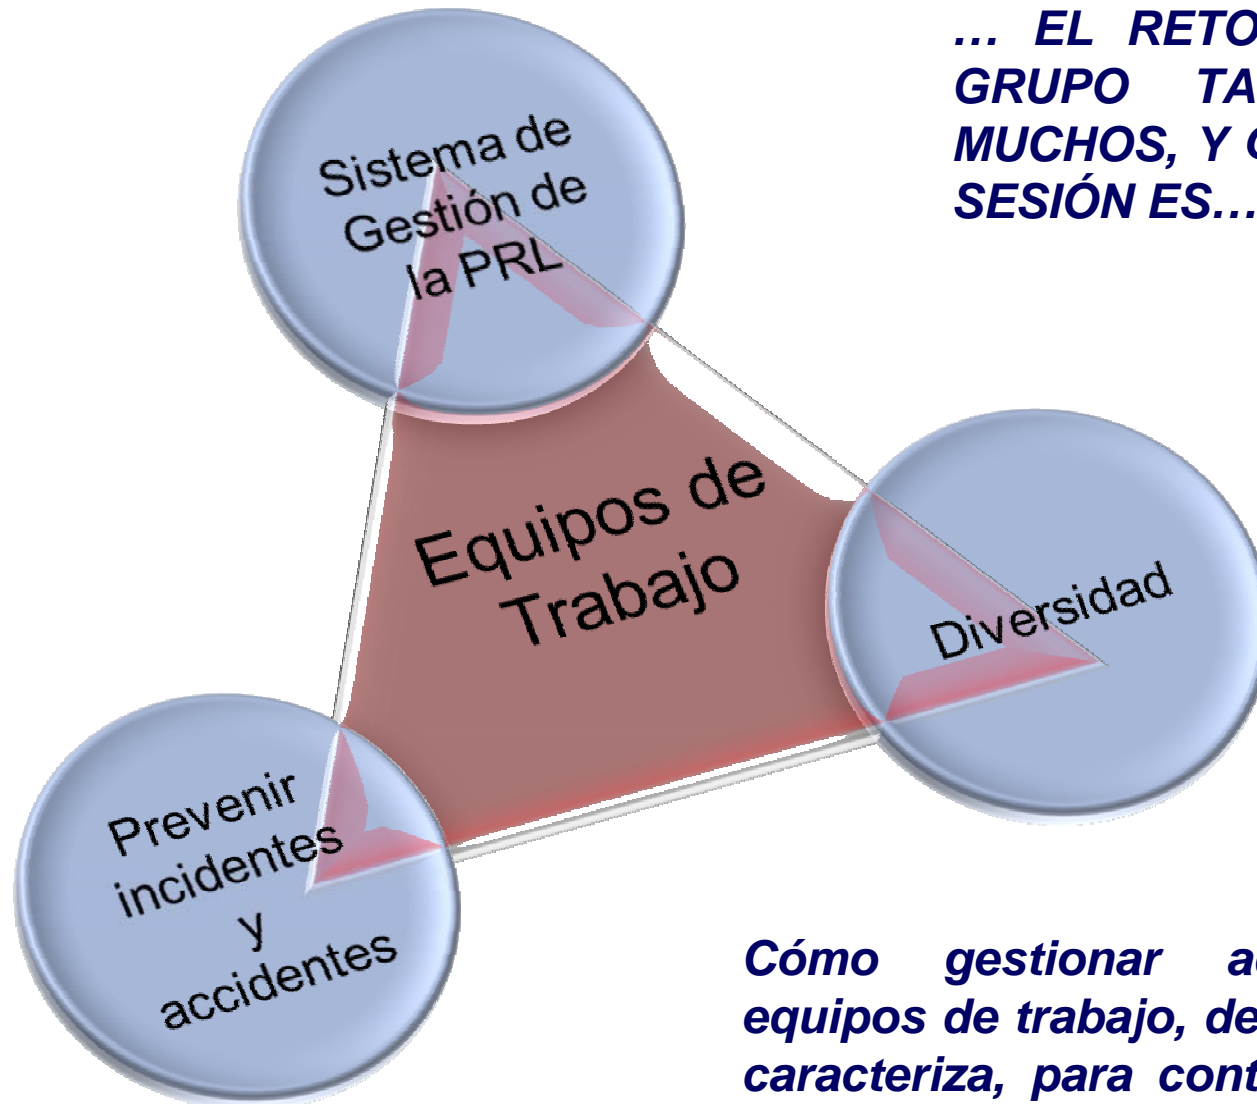 … EL RETO
GRUPO TA
MUCHOS, Y
SESIÓN ES…
Sistema de
Gestión de
la PRL
Equipos de
Trabajo
Diversidad
Prevenir
incidentes
y
accidentes
Cómo gestionar
equipos de trabajo, de
caracteriza, para cont